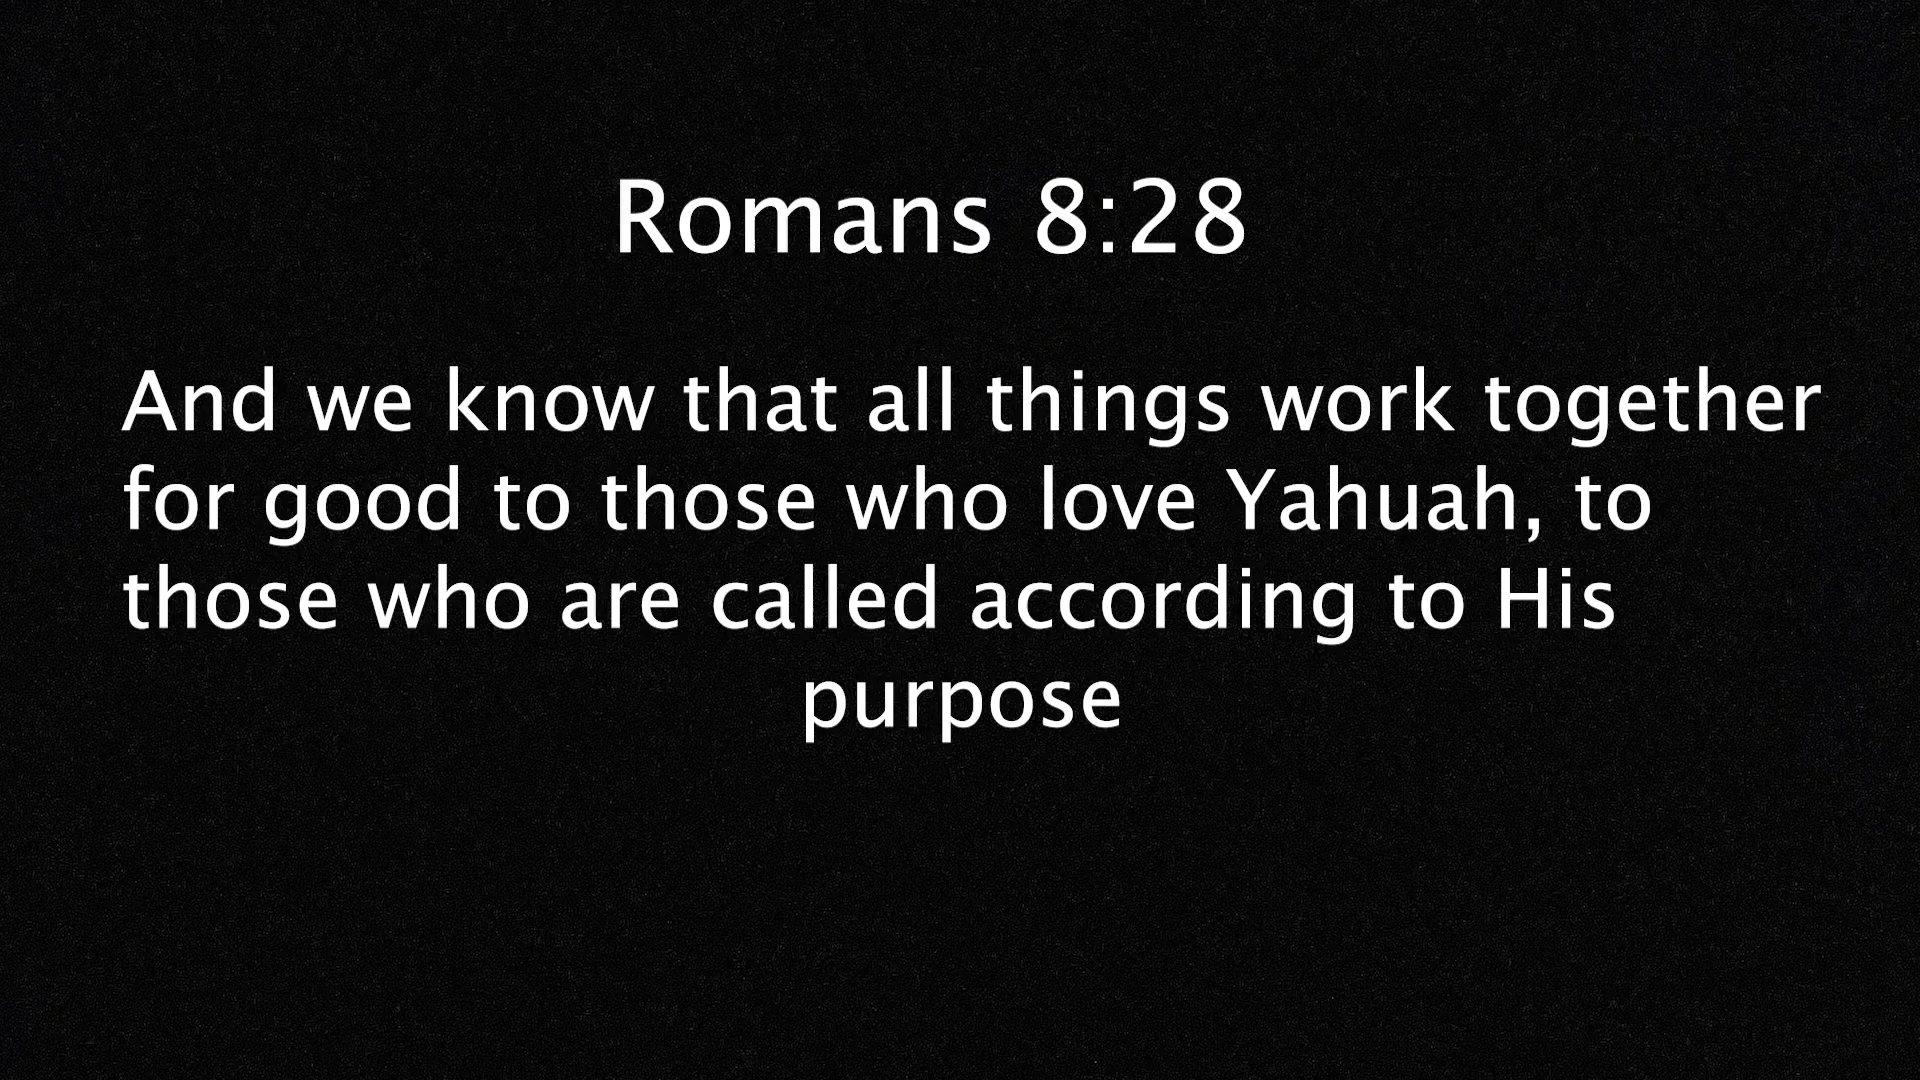 Romans 8:28
And we know that all things work together
for good to those who love Yahuah, to
those who are called according to His
purpose